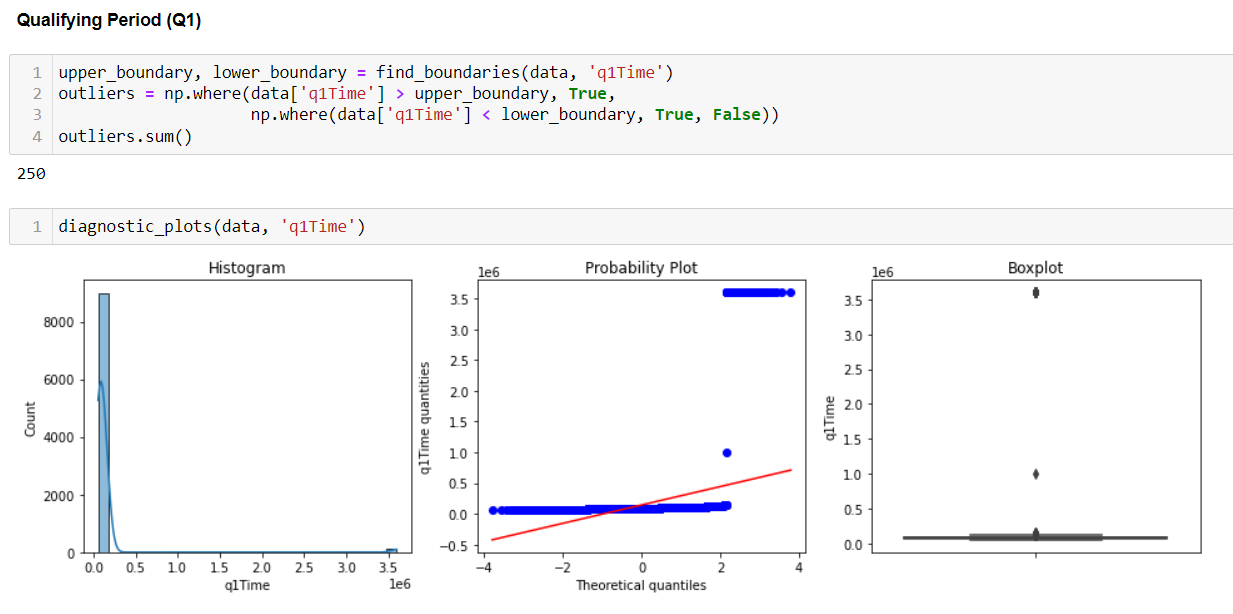 Qualifying Period (Q1)
1 upper_boundary, lower_boundary = find_boundaries(data, 'q1Time')
2 outliers = np.where(data['q1Time'] > upper_boundary, True,
3 np.where(data['q1Time'] < lower_boundary, True, False))
4 outliers.sum()
250
1 diagnostic_plots(data, 'q1Time')
Histogram
8000
6000
4000
2000
0
Count
0.0 0.5 1.0 1.5 2.0 2.5 3.0 3.5
1e6
q1Time
Probability Plot
1e6
3.5
3.0
2.5
2.0
1.5
1.0
0.5
0.0
−0.5
q1Time quantities
−4 −2 0 2 4
Theoretical quantiles
Boxplot
1e6
3.5
3.0
2.5
2.0
1.5
1.0
0.5
0.0
q1Time